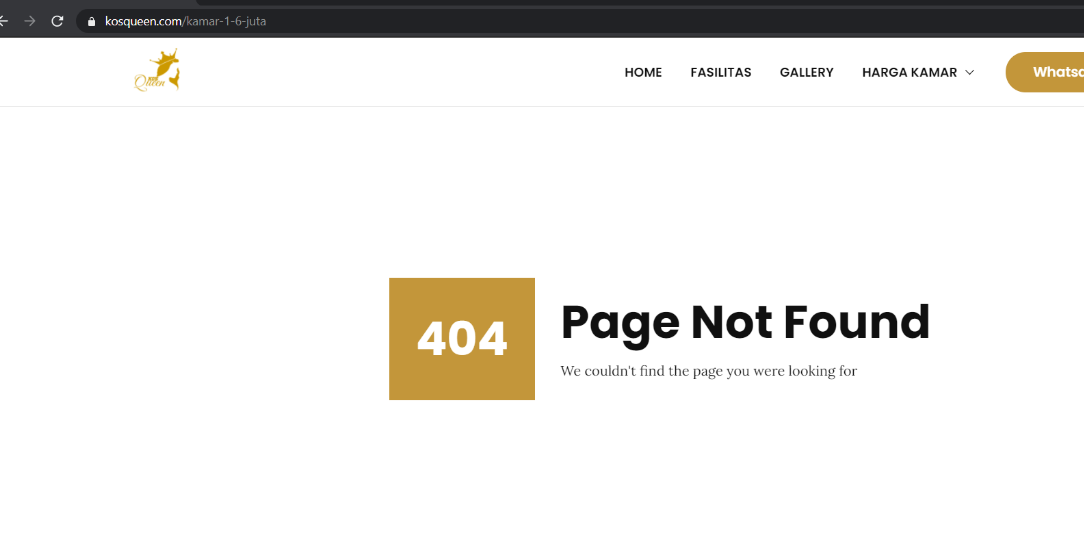 kosqueen.com/kamar-1-6-juta
Queen
HOME FASILITAS GALLERY HARGA KAMAR
404
Page Not Found
We couldn't find the page you were looking for